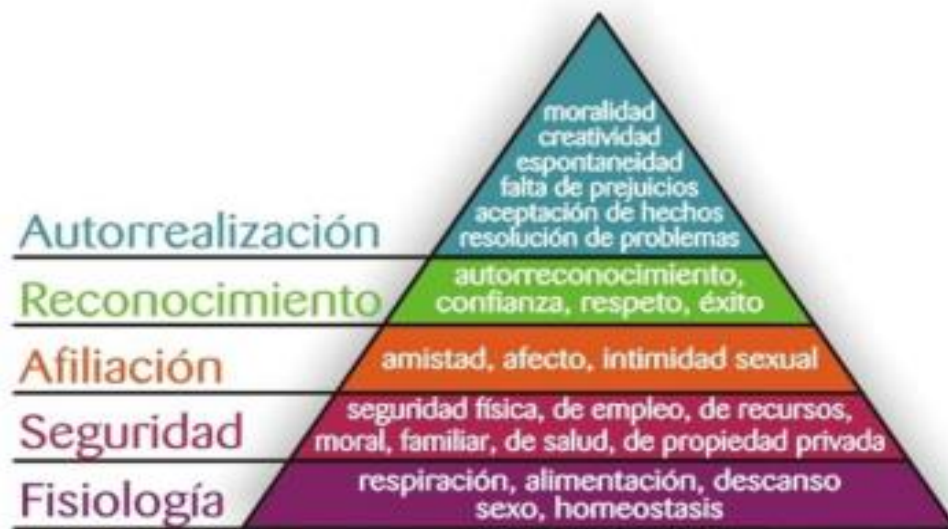 moralidad
creatividad
espontaneidad
falta de prejuicios
aceptación de hechos
resolución de problemas
Autorrealización
autorreconocimiento,
confianza, respeto, éxito
Reconocimiento
amistad, afecto, intimidad sexual
Afiliación
seguridad física, de empleo, de recursos,
moral, familiar, de salud, de propiedad privada
Seguridad
respiración, alimentación, descanso
sexo, homeostasis
Fisiología